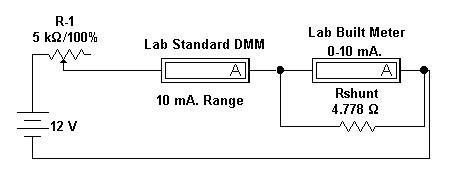 R-1
5 kΩ/100%
Lab Standard DMM
A
10 mA. Range
Lab Built Meter
0-10 mA.
A
Rshunt
4.778 Ω
12 V